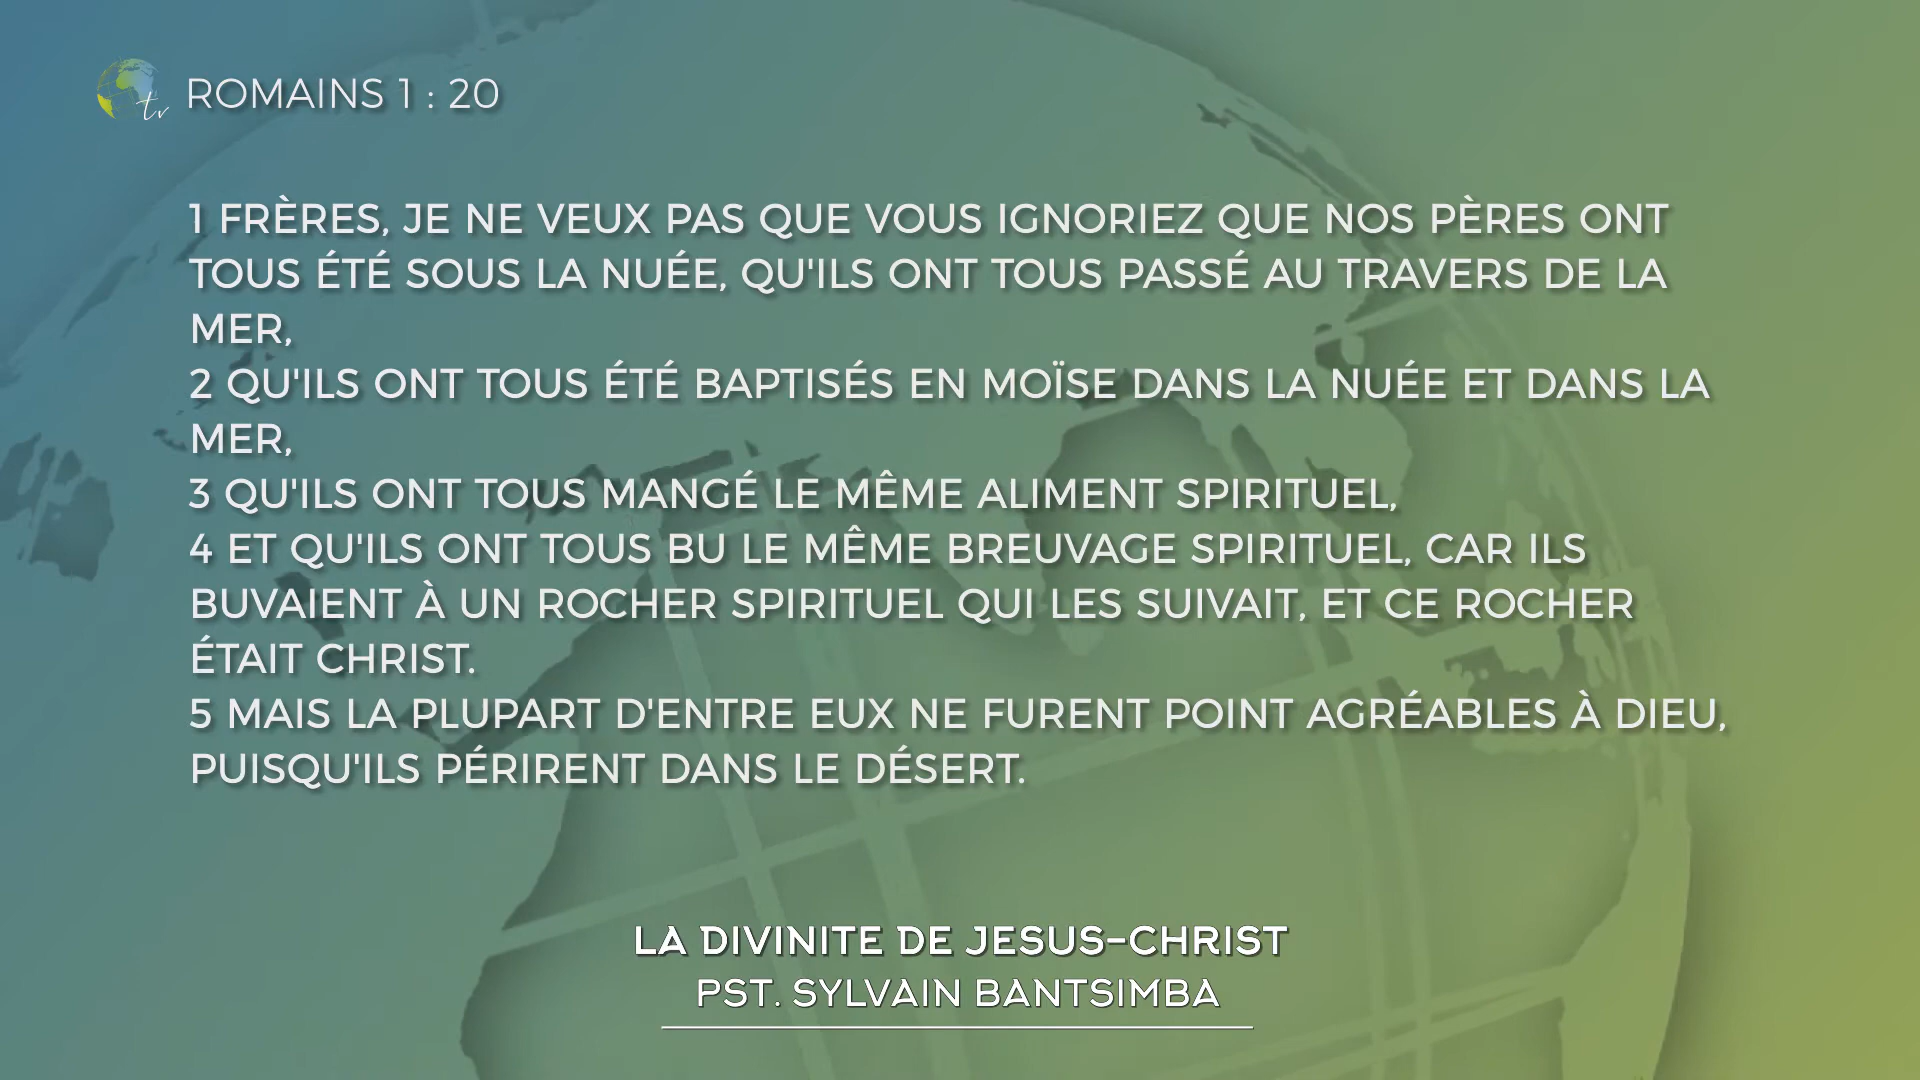 tv
ROMAINS 1 : 20
1 FRÈRES, JE NE VEUX PAS QUE VOUS IGNORIEZ QUE NOS PÈRES ONT
TOUS ÉTÉ SOUS LA NUÉE, QU'ILS ONT TOUS PASSÉ AU TRAVERS DE LA
MER,
2 QU'ILS ONT TOUS ÉTÉ BAPTISÉS EN MOÏSE DANS LA NUÉE ET DANS LA
MER,
3 QU'ILS ONT TOUS MANGÉ LE MÊME ALIMENT SPIRITUEL,
4 ET QU'ILS ONT TOUS BU LE MÊME BREUVAGE SPIRITUEL, CAR ILS
BUVAIENT À UN ROCHER SPIRITUEL QUI LES SUIVAIT, ET CE ROCHER
ÉTAIT CHRIST.
5 MAIS LA PLUPART D'ENTRE EUX NE FURENT POINT AGRÉABLES À DIEU,
PUISQU'ILS PÉRIRENT DANS LE DÉSERT.
LA DIVINITE DE JESUS-CHRIST
PST. SYLVAIN BANTSIMBA